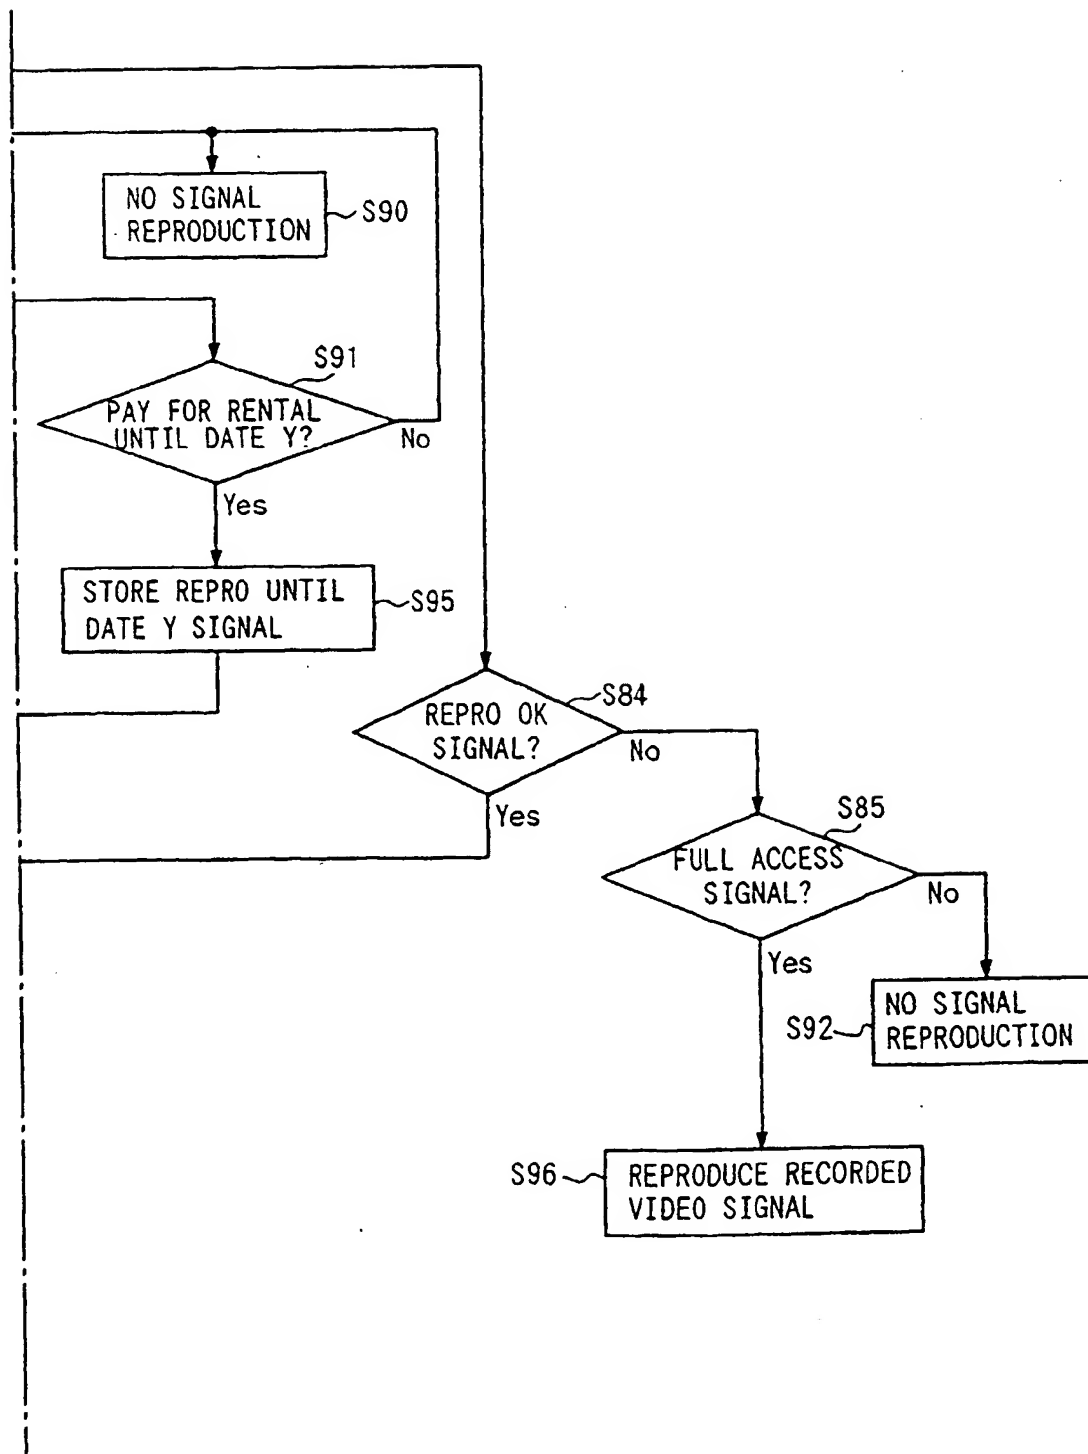 NO SIGNAL
REPRODUCTION
S90
S91
PAY FOR RENTAL
UNTIL DATE Y?
No
Yes
STORE REPRO UNTIL
DATE Y SIGNAL
S95
S84
REPRO OK
SIGNAL?
No
Yes
S85
FULL ACCESS
SIGNAL?
No
Yes
NO SIGNAL
REPRODUCTION
S92
S96
REPRODUCE RECORDED
VIDEO SIGNAL